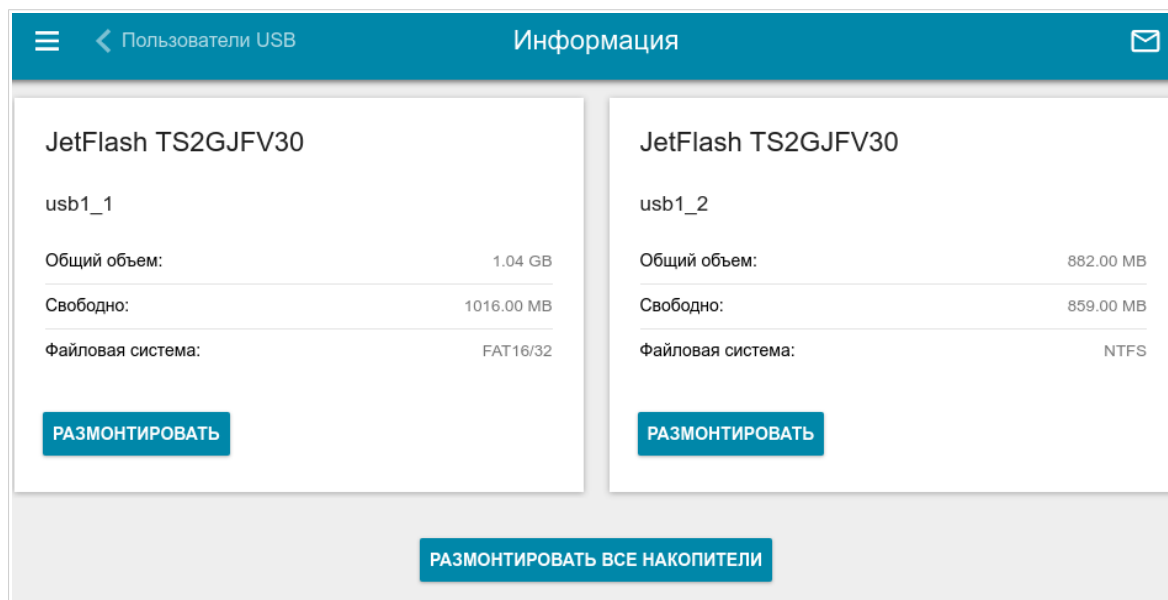 Пользователи USB
Информация
JetFlash TS2GJFV30
usb1_1
Общий объем: 1.04 GB
Свободно: 1016.00 MB
Файловая система: FAT16/32
РАЗМОНТИРОВАТЬ
JetFlash TS2GJFV30
usb1_2
Общий объем: 882.00 MB
Свободно: 859.00 MB
Файловая система: NTFS
РАЗМОНТИРОВАТЬ
РАЗМОНТИРОВАТЬ ВСЕ НАКОПИТЕЛИ